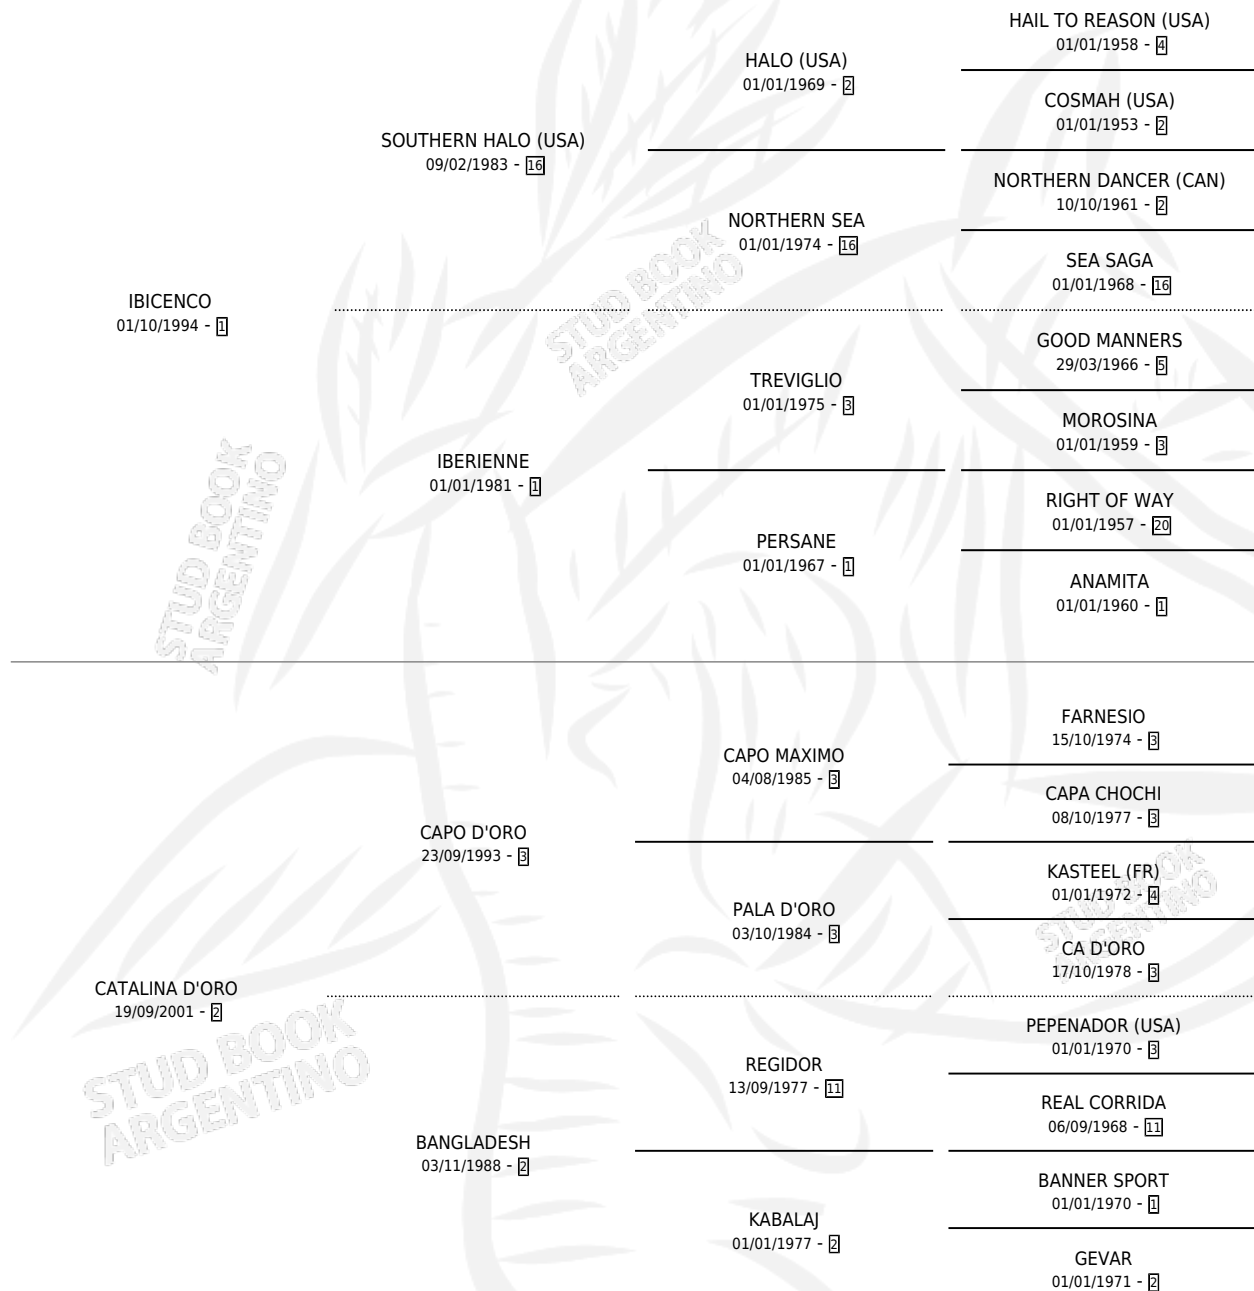 HAIL TO REASON (USA)
01/01/1958 - 4
HALO (USA)
01/01/1969 - 2
COSMAH (USA)
01/01/1953 - 2
SOUTHERN HALO (USA)
09/02/1983 - 16
NORTHERN DANCER (CAN)
10/10/1961 - 2
NORTHERN SEA
01/01/1974 - 16
SEA SAGA
01/01/1968 - 16
IBICENCO
01/10/1994 - 1
STUD BOOK
ARGENTINO
GOOD MANNERS
29/03/1966 - 5
TREVIGLIO
01/01/1975 - 3
MOROSINA
01/01/1959 - 3
IBERIENNE
01/01/1981 - 1
RIGHT OF WAY
01/01/1957 - 20
PERSANE
01/01/1967 - 1
ANAMITA
01/01/1960 - 1
STUD BOOK
ARGENTINO
FARNESIO
15/10/1974 - 3
CAPO MAXIMO
04/08/1985 - 3
CAPA CHOCHI
08/10/1977 - 3
CAPO D'ORO
23/09/1993 - 3
KASTEEL (FR)
01/01/1972 - 4
PALA D'ORO
03/10/1984 - 3
CA D'ORO
17/10/1978 - 3
STUD BOOK
ARGENTINO
CATALINA D'ORO
19/09/2001 - 2
STUD BOOK
ARGENTINO
PEPENADOR (USA)
01/01/1970 - 3
REGIDOR
13/09/1977 - 11
REAL CORRIDA
06/09/1968 - 11
BANGLADESH
03/11/1988 - 2
BANNER SPORT
01/01/1970 - 1
KABALAJ
01/01/1977 - 2
GEVAR
01/01/1971 - 2